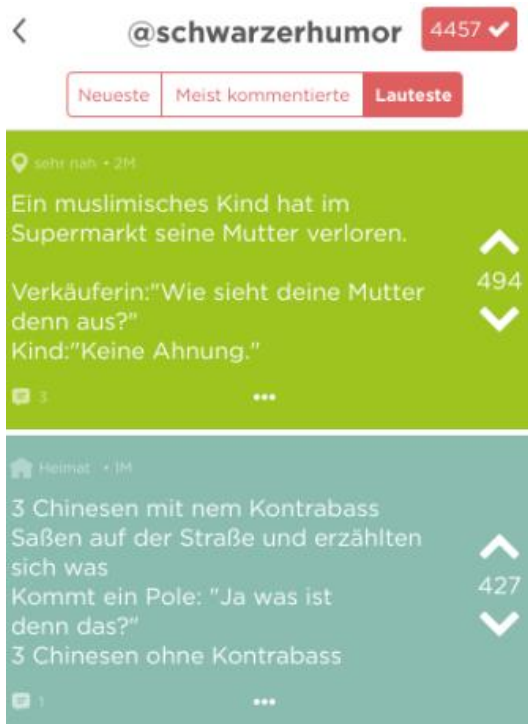 @schwarzerhumor 4457
Neueste Meist kommentierte Lauteste
sehr nah • 2M
Ein muslimisches Kind hat im
Supermarkt seine Mutter verloren.
Verkäuferin:"Wie sieht deine Mutter
denn aus?"
Kind:"Keine Ahnung."
494
3
Heimat • 1M
3 Chinesen mit nem Kontrabass
Saßen auf der Straße und erzählten
sich was
Kommt ein Pole: "Ja was ist
denn das?"
3 Chinesen ohne Kontrabass
427
1